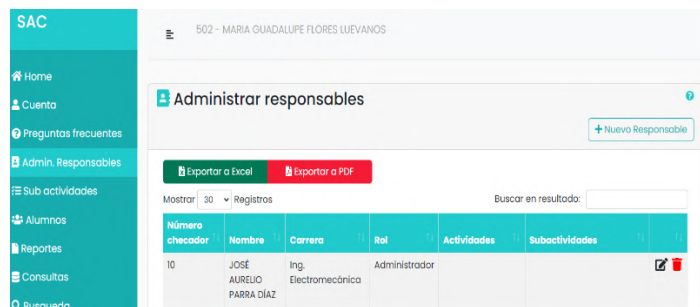 SAC
502 - MARIA GUADALUPE FLORES LUEVANOS
Home
Cuenta
Preguntas frecuentes
Admin. Responsables
Sub actividades
Alumnos
Reportes
Consultas
Busqueda
Administrar responsables
+ Nuevo Responsable
Exportar a Excel Exportar a PDF
Mostrar 30 Registros Buscar en resultado:
Número checador Nombre Carrera Rol Actividades Subactividades
10 JOSÉ AURELIO PARRA DÍAZ Ing. Electromecánica Administrador